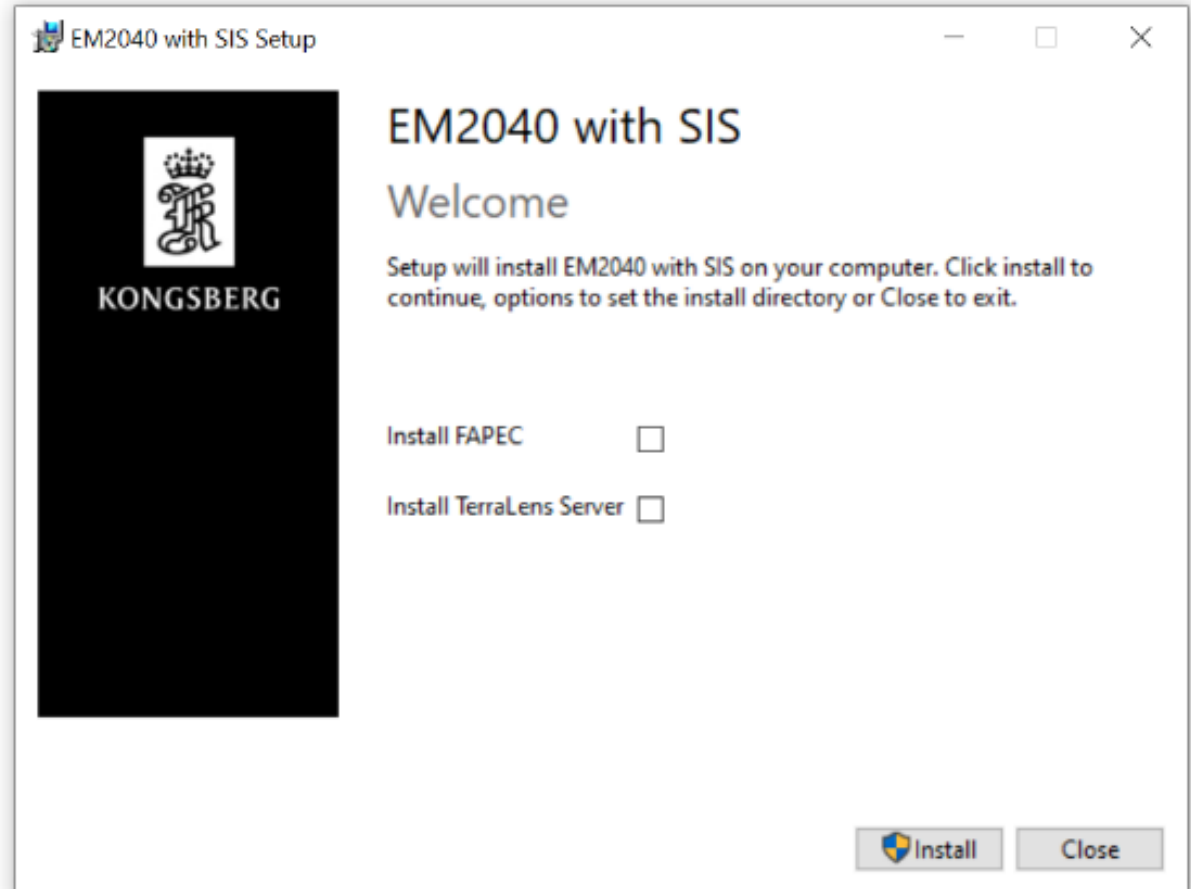 EM2040 with SIS Setup
KONGSBERG
EM2040 with SIS
Welcome
Setup will install EM2040 with SIS on your computer. Click install to
continue, options to set the install directory or Close to exit.
Install FAPEC
Install TerraLens Server
Install
Close